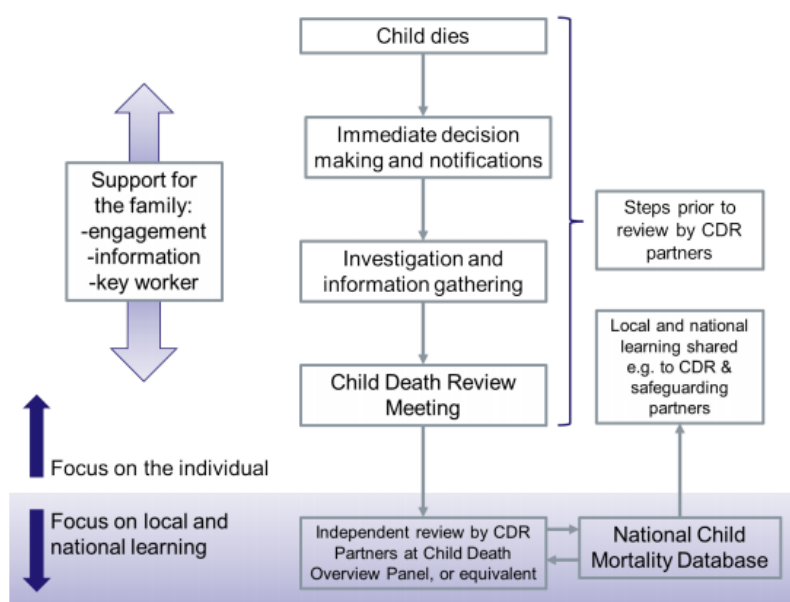 Child dies
Immediate decision
making and notifications
Support for
the family:
-engagement
-information
-key worker
Investigation and
information gathering
Steps prior to
review by CDR
partners
Local and national
learning shared
e.g. to CDR &
safeguarding
partners
Child Death Review
Meeting
Focus on the individual
Focus on local and
national learning
Independent review by CDR
Partners at Child Death
Overview Panel, or equivalent
National Child
Mortality Database